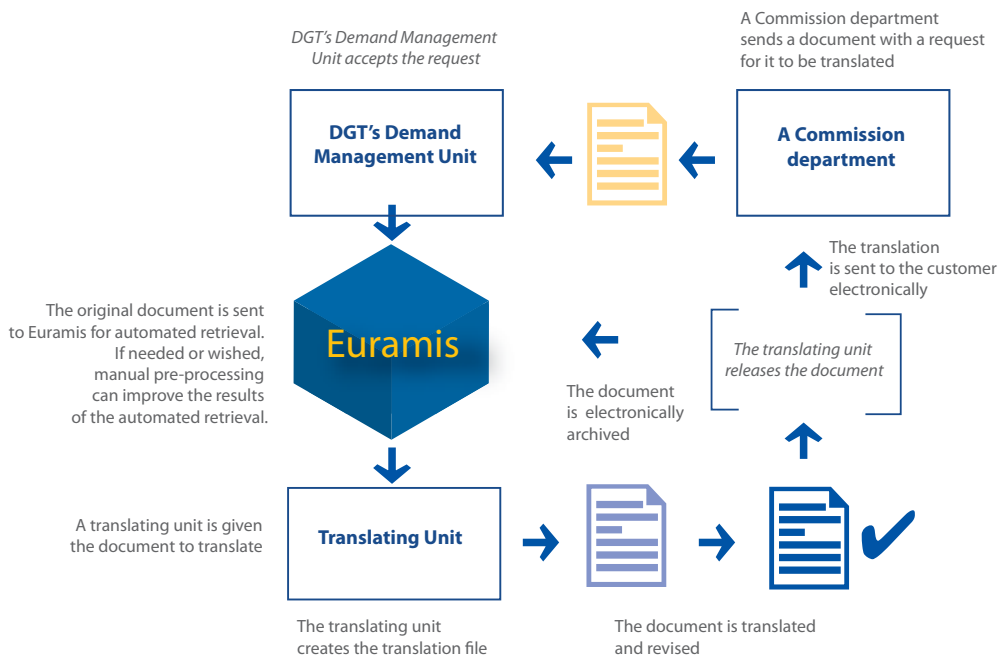 DGT's Demand Management
Unit accepts the request
A Commission department
sends a document with a request
for it to be translated
DGT's Demand
Management Unit
A Commission
department
The translation
is sent to the customer
electronically
The original document is sent
to Euramis for automated retrieval.
If needed or wished,
manual pre-processing
can improve the results
of the automated retrieval.
Euramis
The translating unit
releases the document
The document
is electronically
archived
A translating unit is given
the document to translate
Translating Unit
The translating unit
creates the translation file
The document is translated
and revised